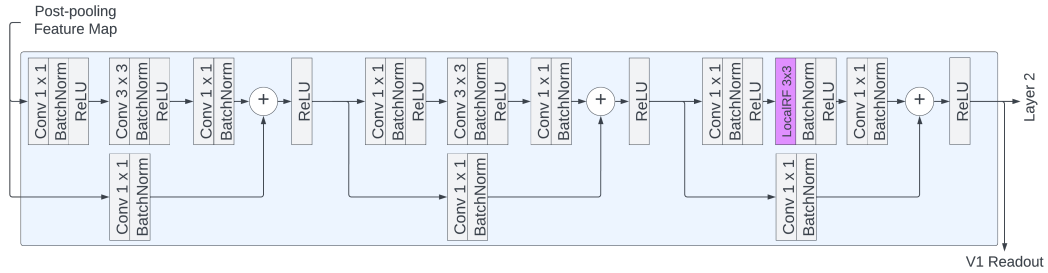 Post-pooling
Feature Map
Conv 1 x 1
BatchNorm
ReLU
Conv 3 x 3
BatchNorm
ReLU
Conv 1 x 1
BatchNorm
+
ReLU
Conv 1 x 1
BatchNorm
Conv 1 x 1
BatchNorm
ReLU
Conv 3 x 3
BatchNorm
ReLU
Conv 1 x 1
BatchNorm
+
ReLU
Conv 1 x 1
BatchNorm
Conv 1 x 1
BatchNorm
ReLU
LocalRF 3x3
BatchNorm
ReLU
Conv 1 x 1
BatchNorm
+
ReLU
Conv 1 x 1
BatchNorm
Layer 2
V1 Readout